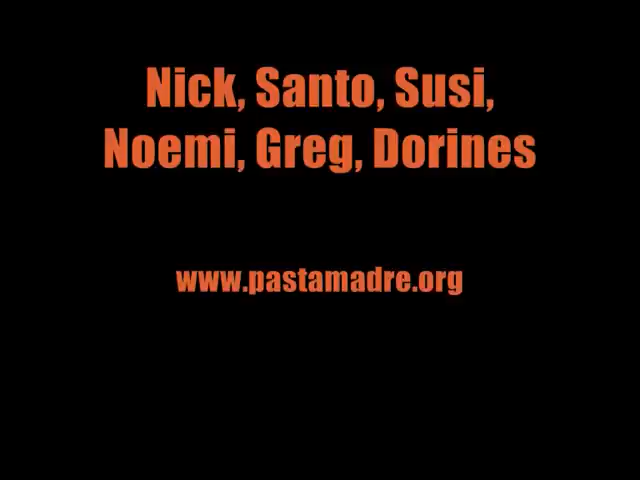 Nick, Santo, Susi,
Noemi, Greg, Dorines
www.pastamadre.org